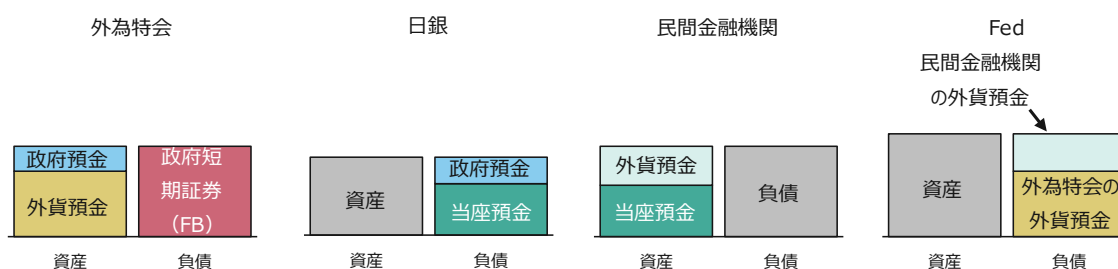 外為特会
日銀
民間金融機関
Fed
民間金融機関
の外貨預金
政府預金
外貨預金
政府短
期証券
（FB）
資産
政府預金
当座預金
外貨預金
当座預金
負債
資産
外為特会の
外貨預金
資産
負債
資産
負債
資産
負債
資産
負債